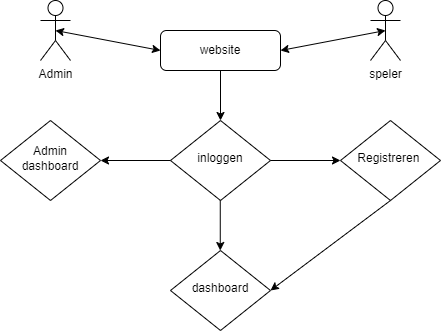 website
Admin
speler
Admin
dashboard
inloggen
Registreren
dashboard